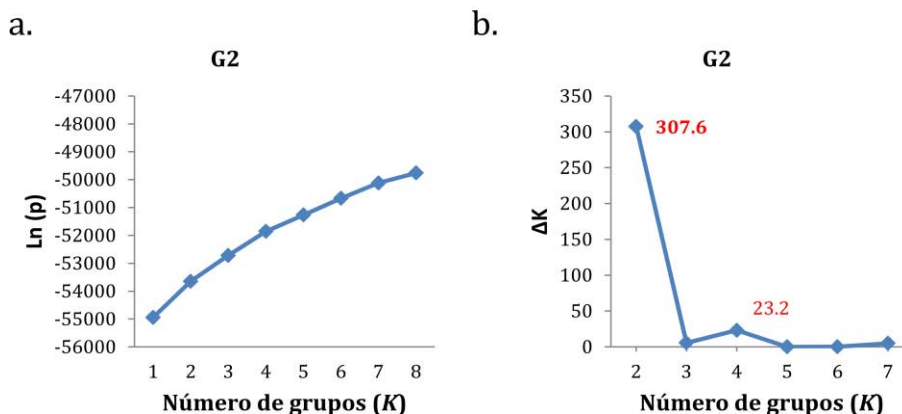 a.
G2
-47000
-48000
-49000
-50000
-51000
-52000
-53000
-54000
-55000
-56000
Ln (p)
1 2 3 4 5 6 7 8
Número de grupos (K)
b.
G2
350
300
250
200
150
100
50
0
ΔK
307.6
23.2
2 3 4 5 6 7
Número de grupos (K)